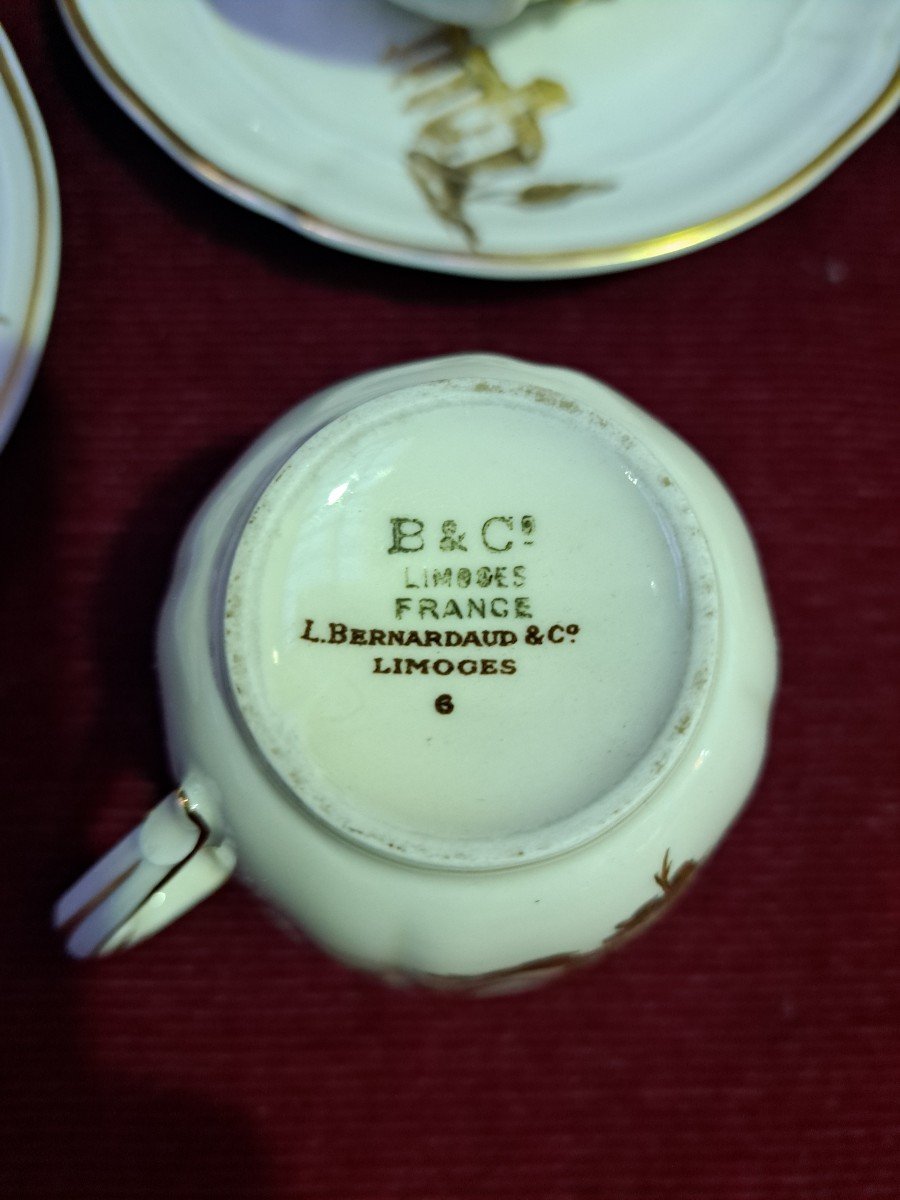 B & Cº
LIMOGES
FRANCE
L. BERNARDAUD & Cº
LIMOGES
6